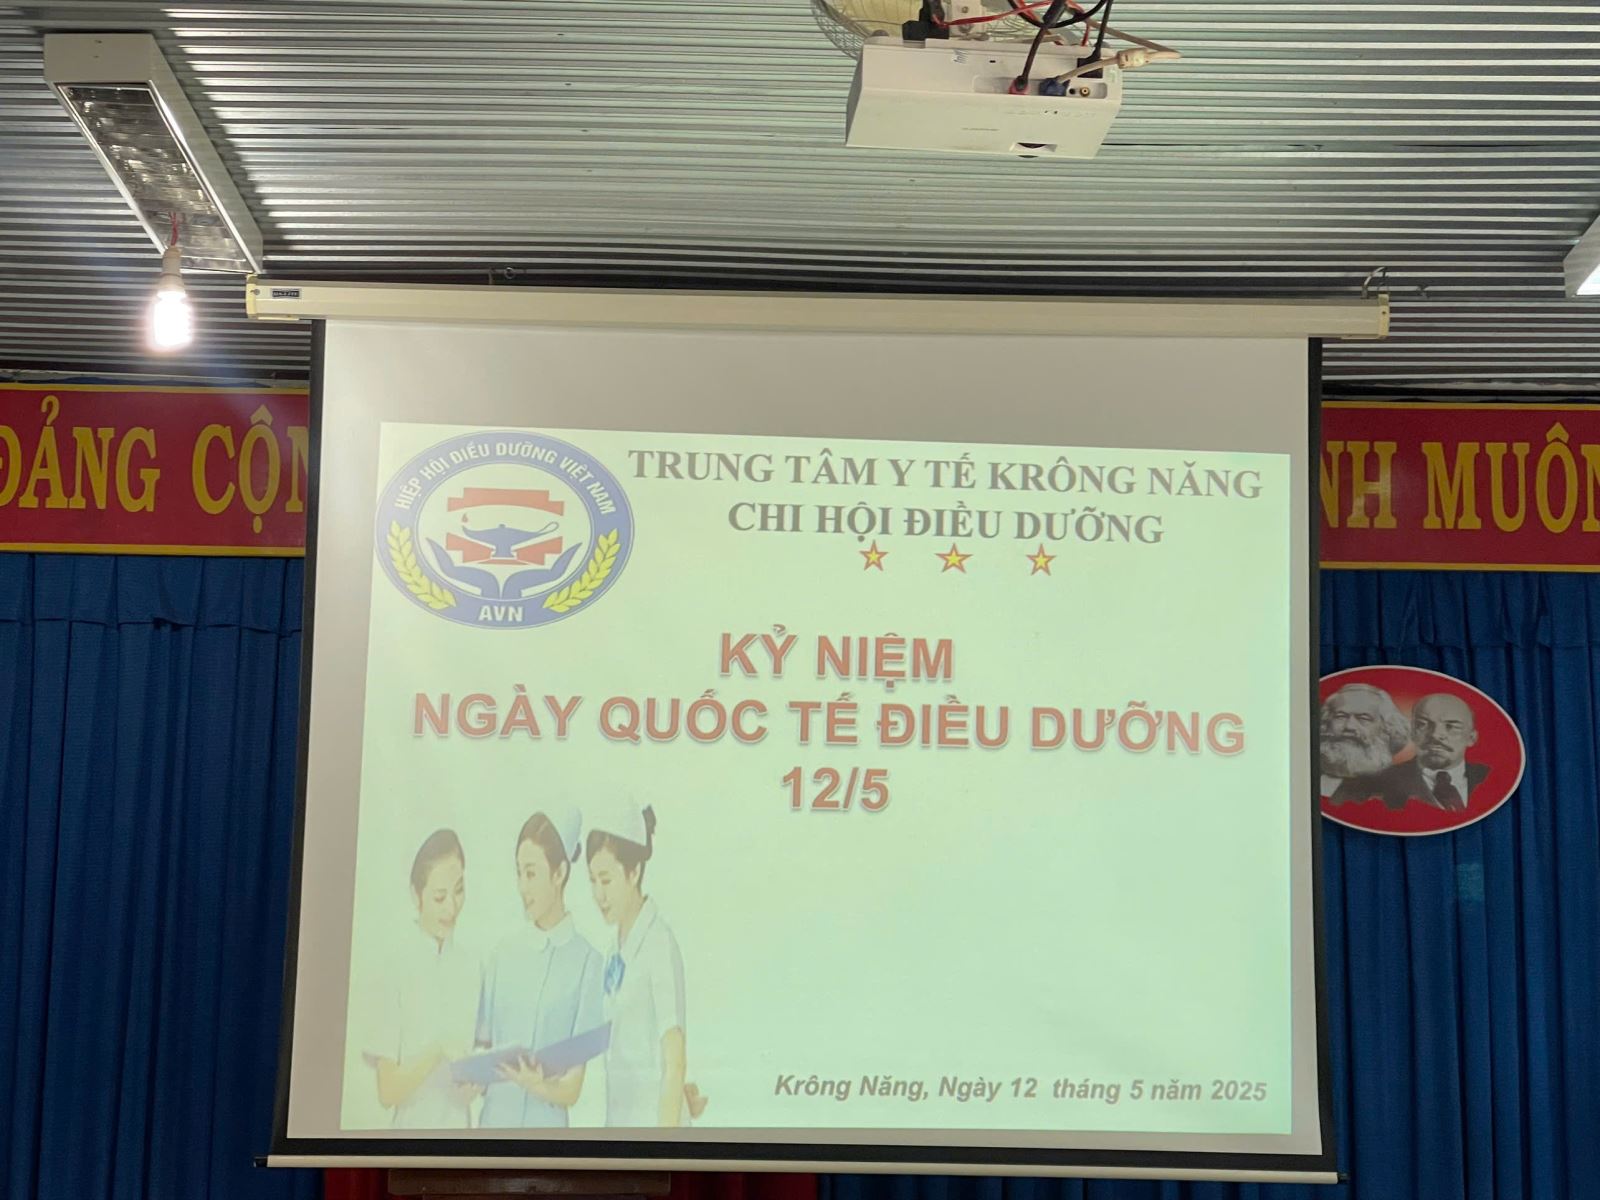 ĐẢNG CỘN
NH MUÔN
HIỆP HỘI ĐIỀU DƯỠNG VIỆT NAM
AVN
TRUNG TÂM Y TẾ KRÔNG NĂNG
CHI HỘI ĐIỀU DƯỠNG
KỶ NIỆM
NGÀY QUỐC TẾ ĐIỀU DƯỠNG
12/5
Krông Năng, Ngày 12 tháng 5 năm 2025